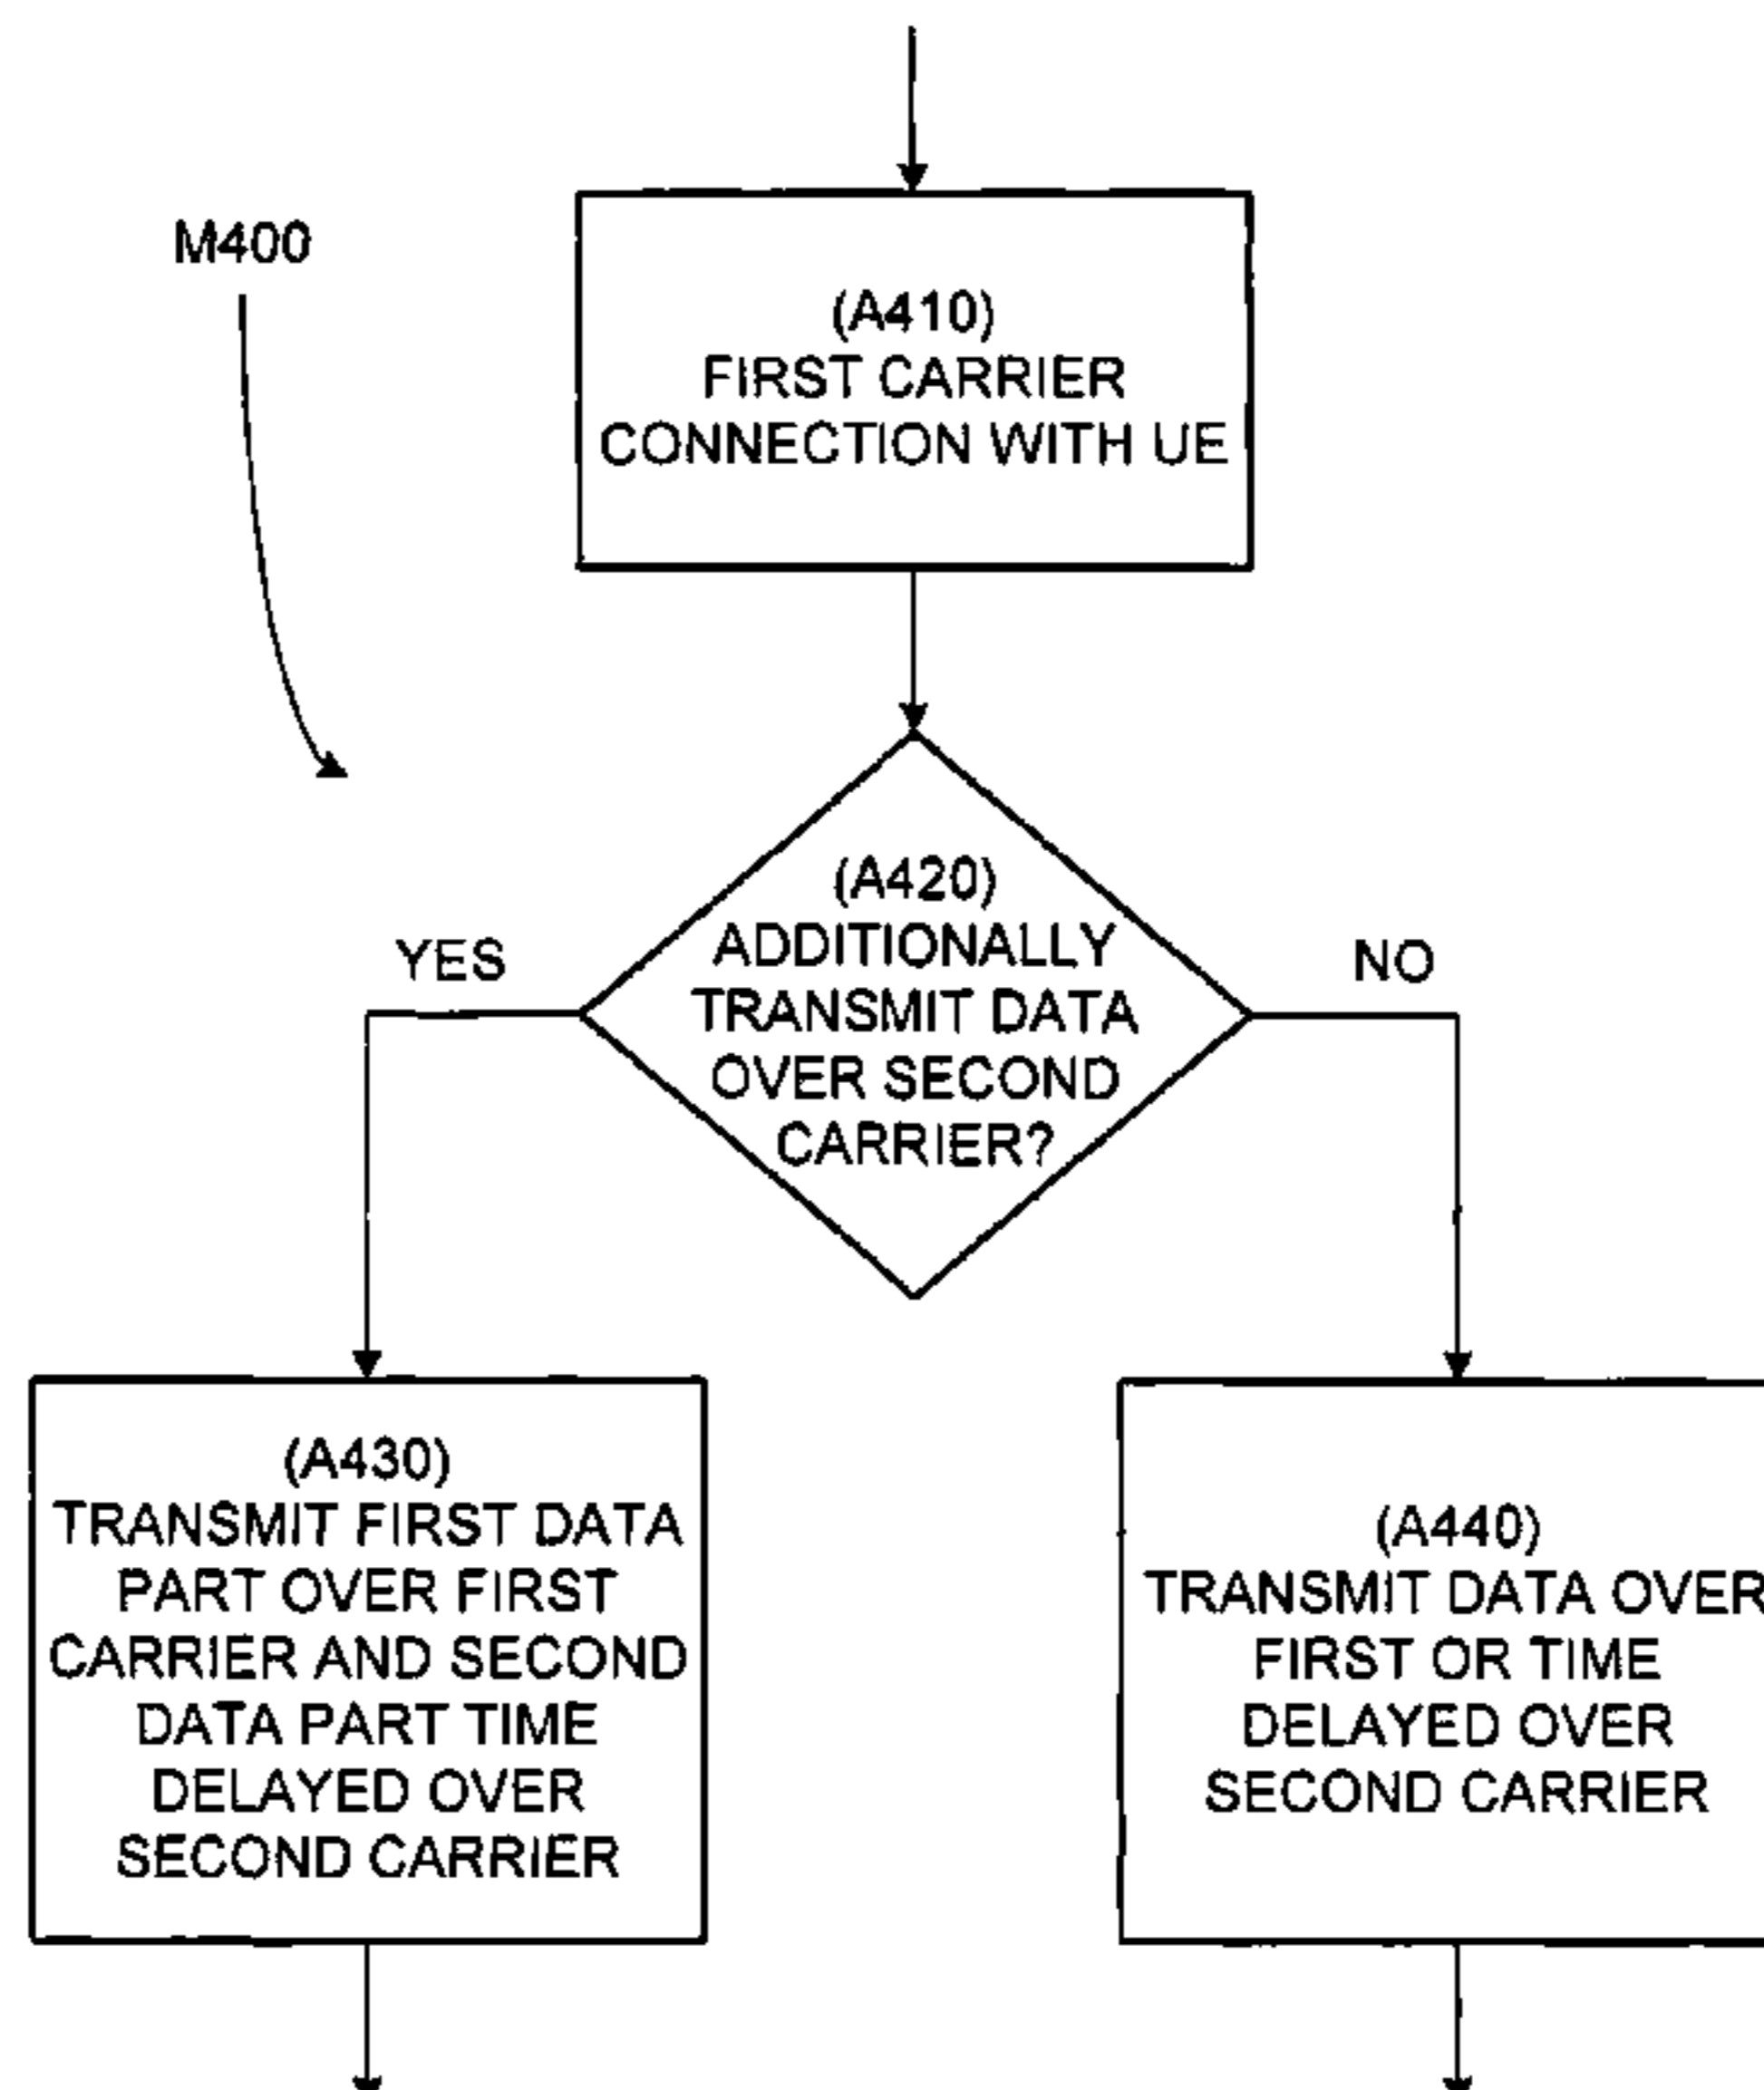 M400
(A410)
FIRST CARRIER
CONNECTION WITH UE
(A420)
ADDITIONALLY
TRANSMIT DATA
OVER SECOND
CARRIER?
YES
NO
(A430)
TRANSMIT FIRST DATA
PART OVER FIRST
CARRIER AND SECOND
DATA PART TIME
DELAYED OVER
SECOND CARRIER
(A440)
TRANSMIT DATA OVER
FIRST OR TIME
DELAYED OVER
SECOND CARRIER